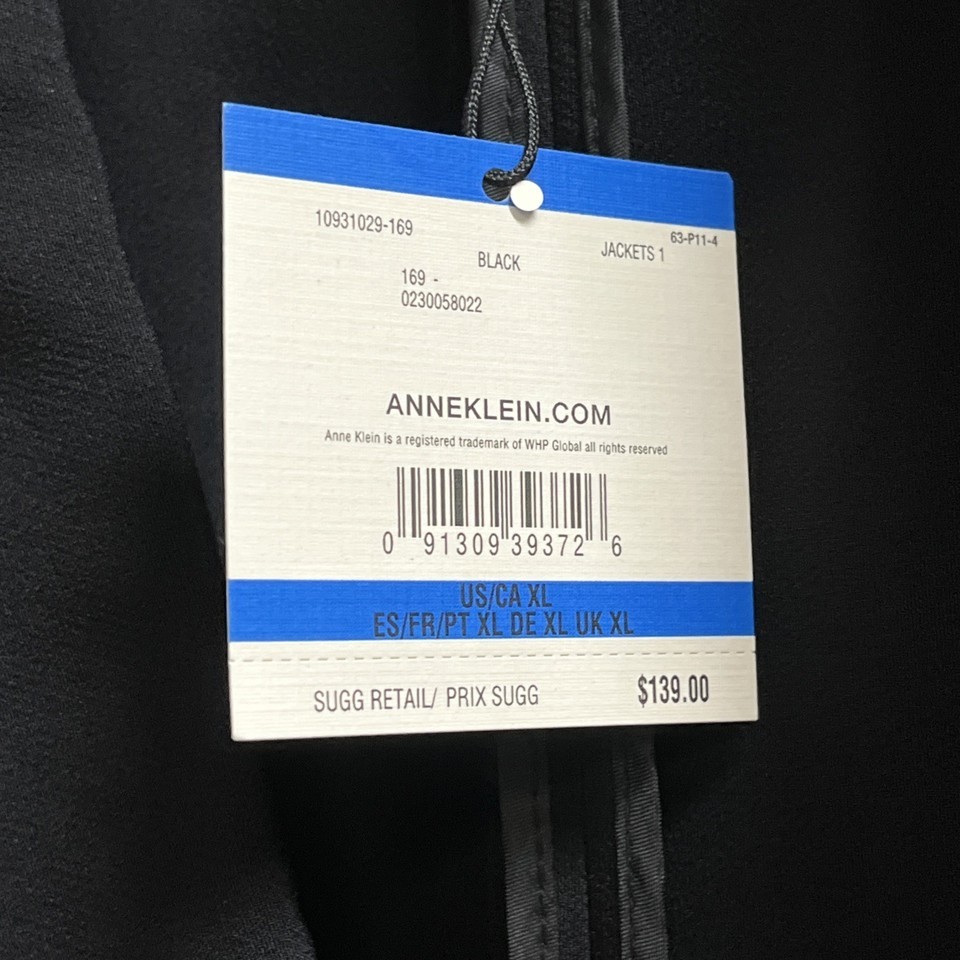 10931029-169
63-P11-4
BLACK
JACKETS 1
169 -
0230058022
ANNEKLEIN.COM
Anne Klein is a registered trademark of WHP Global all rights reserved
0 91309 39372 6
US/CA XL
ES/FR/PT XL DE XL UK XL
SUGG RETAIL/ PRIX SUGG $139.00